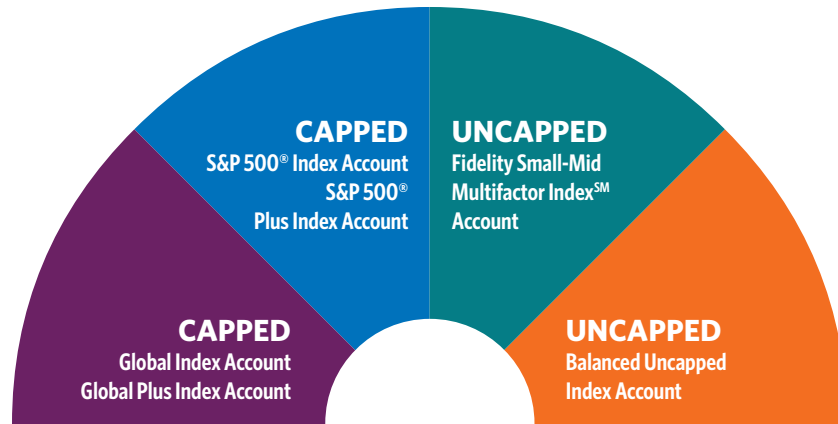 CAPPED
S&P 500® Index Account
S&P 500®
Plus Index Account
UNCAPPED
Fidelity Small-Mid
Multifactor Index℠
Account
CAPPED
Global Index Account
Global Plus Index Account
UNCAPPED
Balanced Uncapped
Index Account